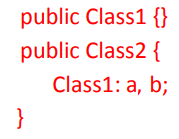 public Class1 {}
public Class2 {
Class1: a, b;
}